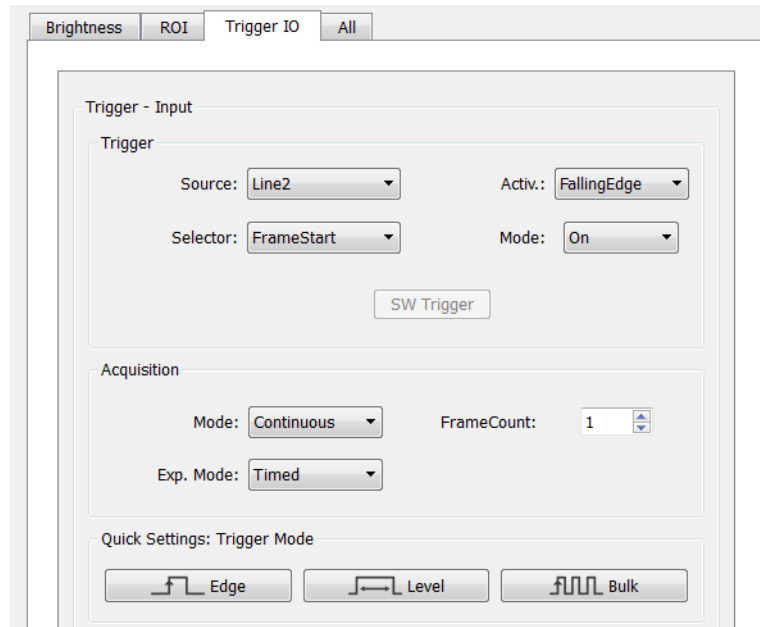 Brightness ROI Trigger IO All
Trigger - Input
Trigger
Source: Line2 Activ.: FallingEdge
Selector: FrameStart Mode: On
SW Trigger
Acquisition
Mode: Continuous FrameCount: 1
Exp. Mode: Timed
Quick Settings: Trigger Mode
Edge Level Bulk